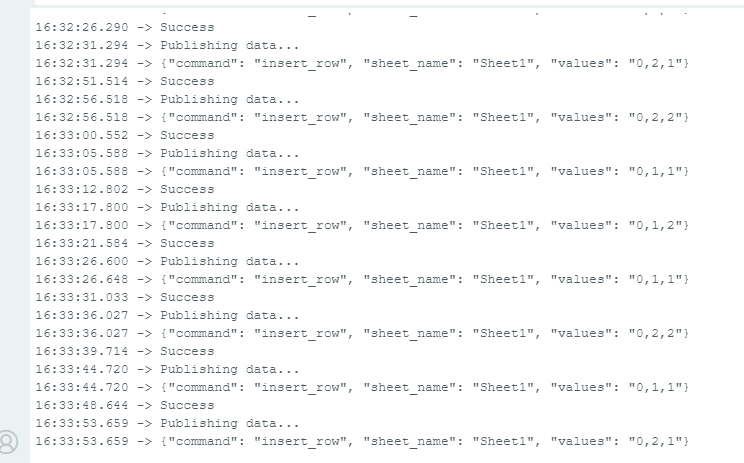 16:32:26.290 -> Success
16:32:31.294 -> Publishing data...
16:32:31.294 -> {"command": "insert_row", "sheet_name": "Sheet1", "values": "0,2,1"}
16:32:51.514 -> Success
16:32:56.518 -> Publishing data...
16:32:56.518 -> {"command": "insert_row", "sheet_name": "Sheet1", "values": "0,2,2"}
16:33:00.552 -> Success
16:33:05.588 -> Publishing data...
16:33:05.588 -> {"command": "insert_row", "sheet_name": "Sheet1", "values": "0,1,1"}
16:33:12.802 -> Success
16:33:17.800 -> Publishing data...
16:33:17.800 -> {"command": "insert_row", "sheet_name": "Sheet1", "values": "0,1,2"}
16:33:21.584 -> Success
16:33:26.600 -> Publishing data...
16:33:26.648 -> {"command": "insert_row", "sheet_name": "Sheet1", "values": "0,1,1"}
16:33:31.033 -> Success
16:33:36.027 -> Publishing data...
16:33:36.027 -> {"command": "insert_row", "sheet_name": "Sheet1", "values": "0,2,2"}
16:33:39.714 -> Success
16:33:44.720 -> Publishing data...
16:33:44.720 -> {"command": "insert_row", "sheet_name": "Sheet1", "values": "0,1,1"}
16:33:48.644 -> Success
16:33:53.659 -> Publishing data...
16:33:53.659 -> {"command": "insert_row", "sheet_name": "Sheet1", "values": "0,2,1"}